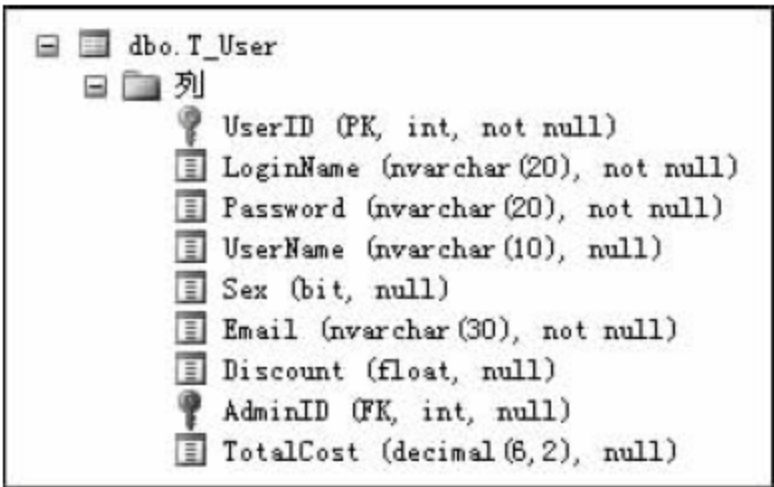 dbo.T_User
列
UserID (PK, int, not null)
LoginName (nvarchar(20), not null)
Password (nvarchar(20), not null)
UserName (nvarchar(10), null)
Sex (bit, null)
Email (nvarchar(30), not null)
Discount (float, null)
AdminID (FK, int, null)
TotalCost (decimal(6,2), null)